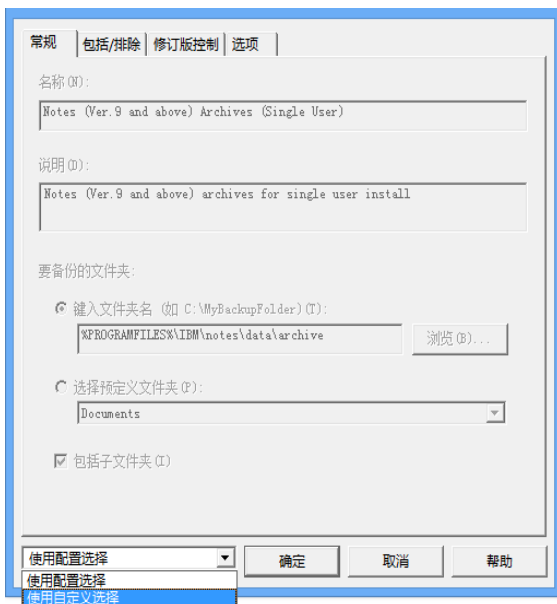 常规 包括/排除 修订版控制 选项
名称(N):
Notes (Ver.9 and above) Archives (Single User)
说明(D):
Notes (Ver.9 and above) archives for single user install
要备份的文件夹:
键入文件夹名 (如 C:\MyBackupFolder)(T):
%PROGRAMFILES%\IBM\notes\data\archive 浏览(B)...
选择预定义文件夹(P):
Documents
包括子文件夹(I)
使用配置选择 确定 取消 帮助
使用配置选择
使用自定义选择